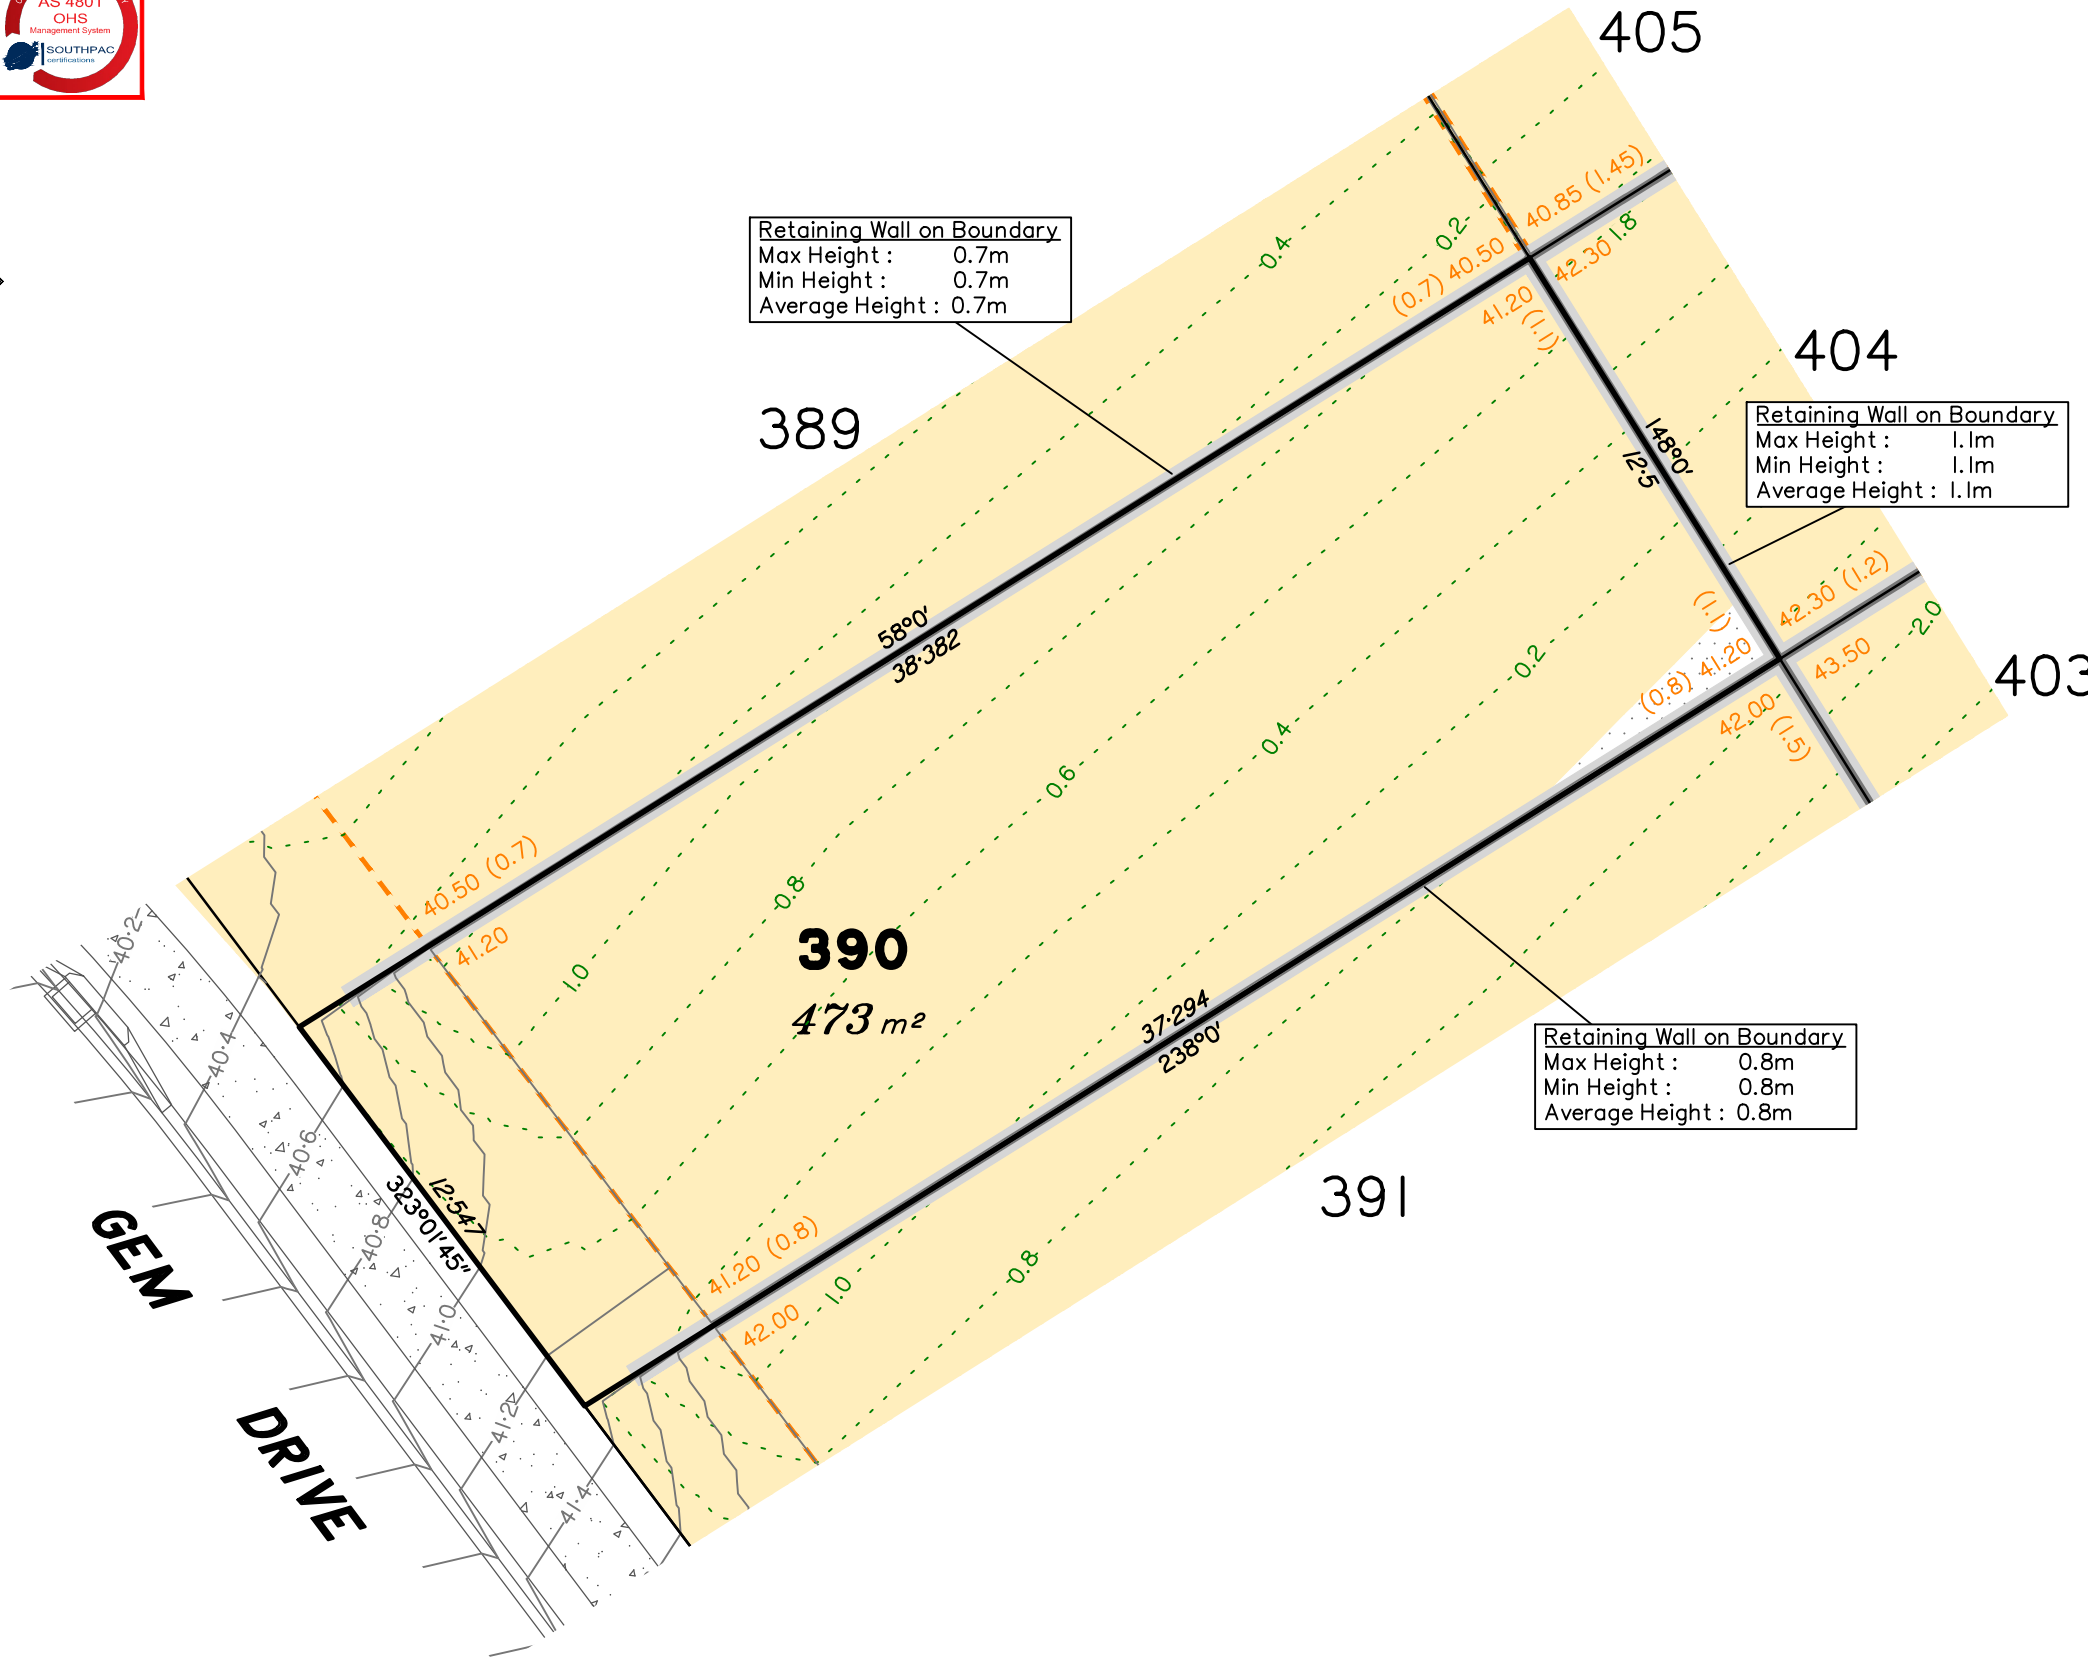 AS 4801
OHS
Management System
SOUTHPAC
certifications
405
40.85 (1.45)
1.8
0.2
0.4
(0.7) 40.50
42.30
41.20
(1.1)
Retaining Wall on Boundary
Max Height : 0.7m
Min Height : 0.7m
Average Height : 0.7m
404
389
Retaining Wall on Boundary
Max Height : 1.1m
Min Height : 1.1m
Average Height : 1.1m
148°0'
12·5
42.30 (1.2)
(1.1)
2.0
58°0'
38·382
(0.8) 41.20
43.50
403
42.00
(1.5)
0.2
0.4
0.6
0.8
1.0
40.50 (0.7)
41.20
390
473 m²
40·2
40·4
40·6
40·8
41·0
41·2
41·4
37·294
238°0'
Retaining Wall on Boundary
Max Height : 0.8m
Min Height : 0.8m
Average Height : 0.8m
391
12·547
323°01'45"
41.20 (0.8)
42.00
1.0
0.8
GEM
DRIVE